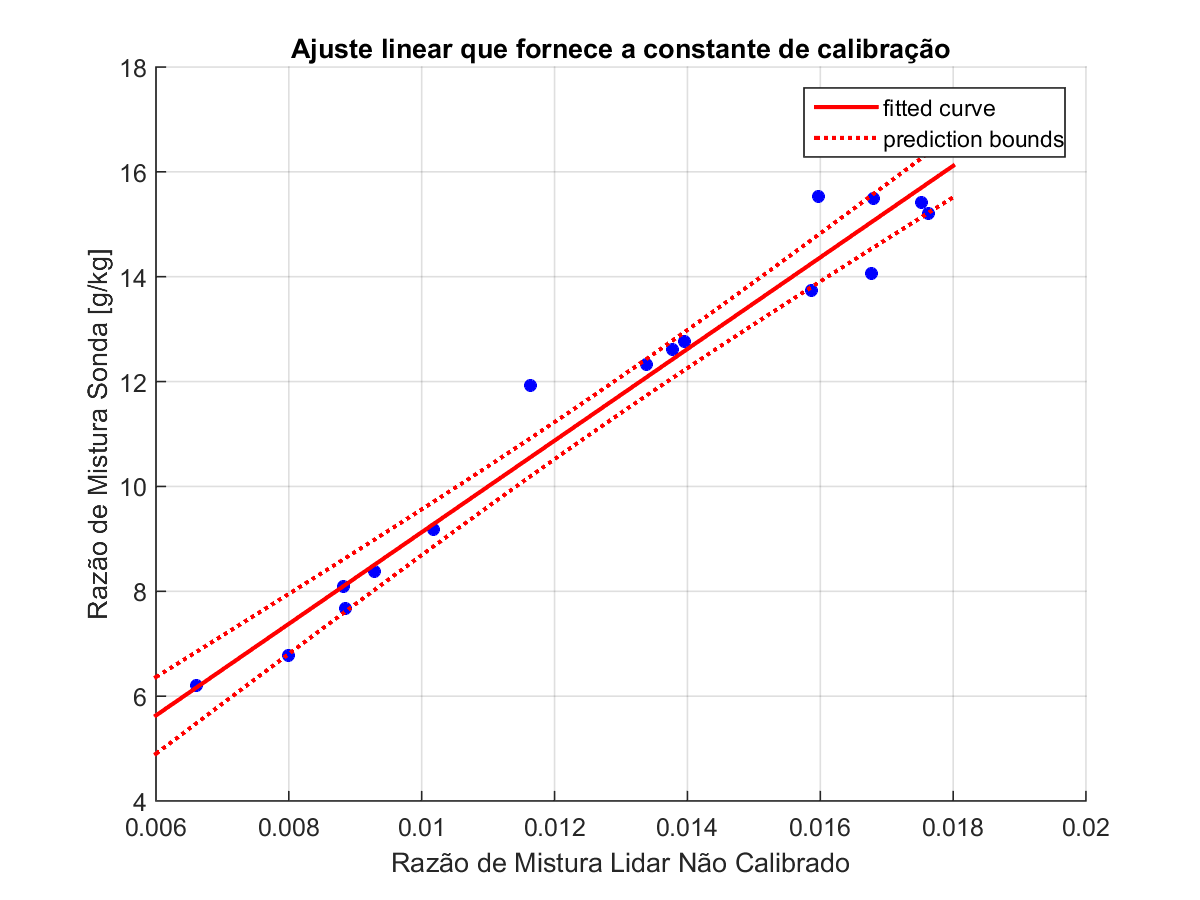 Ajuste linear que fornece a constante de calibração
fitted curve
prediction bounds
18
16
14
12
10
8
6
4
Razão de Mistura Sonda [g/kg]
0.006 0.008 0.01 0.012 0.014 0.016 0.018 0.02
Razão de Mistura Lidar Não Calibrado